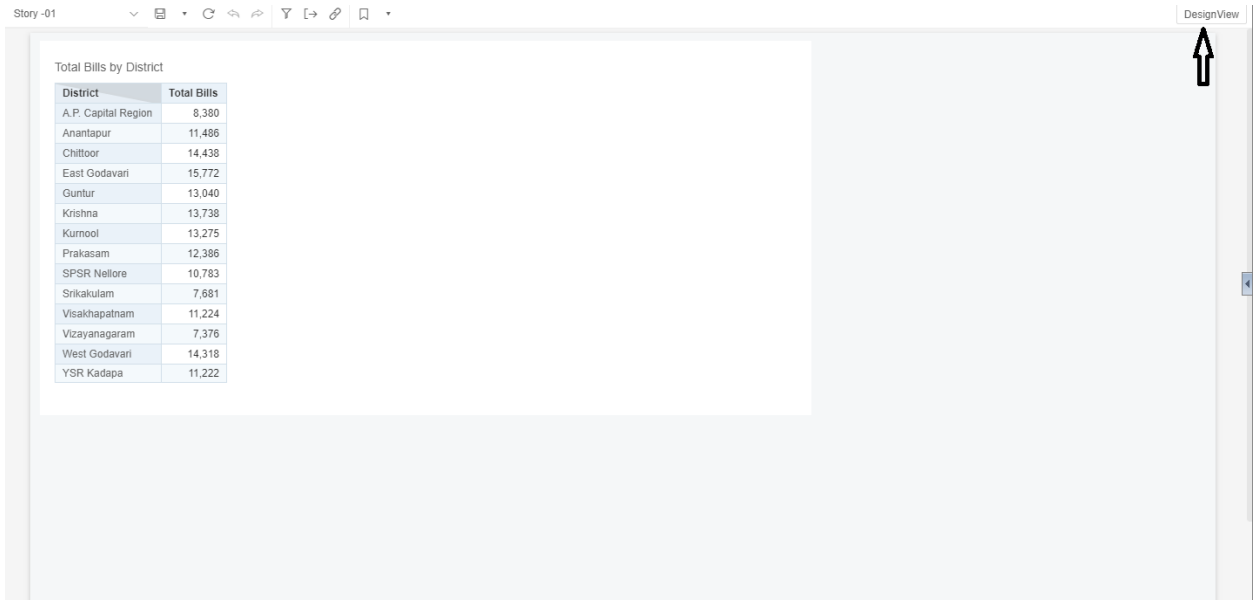 Story -01
DesignView
Total Bills by District
District Total Bills
A.P. Capital Region 8,380
Anantapur 11,486
Chittoor 14,438
East Godavari 15,772
Guntur 13,040
Krishna 13,738
Kurnool 13,275
Prakasam 12,386
SPSR Nellore 10,783
Srikakulam 7,681
Visakhapatnam 11,224
Vizayanagaram 7,376
West Godavari 14,318
YSR Kadapa 11,222